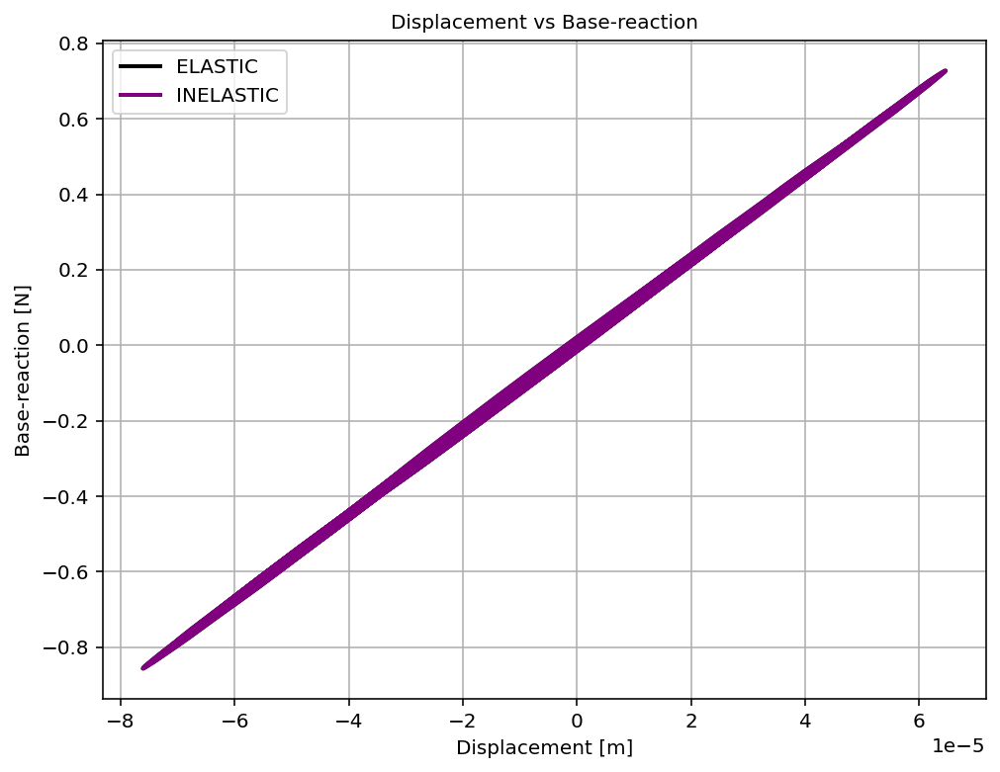 Displacement vs Base-reaction
ELASTIC
INELASTIC
Base-reaction [N]
0.8
0.6
0.4
0.2
0.0
−0.2
−0.4
−0.6
−0.8
−8 −6 −4 −2 0 2 4 6
1e−5
Displacement [m]